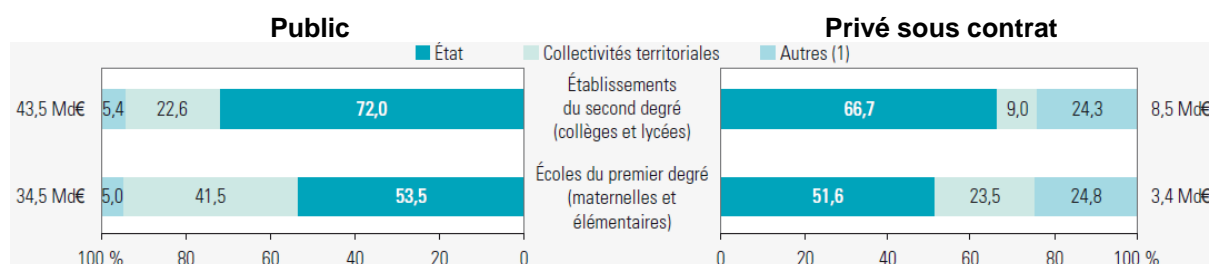 Public Privé sous contrat
État Collectivités territoriales Autres (1)
43,5 Md€ 5,4 22,6 72,0
Établissements
du second degré
(collèges et lycées)
66,7 9,0 24,3 8,5 Md€
34,5 Md€ 5,0 41,5 53,5
Écoles du premier degré
(maternelles et
élémentaires)
51,6 23,5 24,8 3,4 Md€
100 % 80 60 40 20 0
0 20 40 60 80 100 %